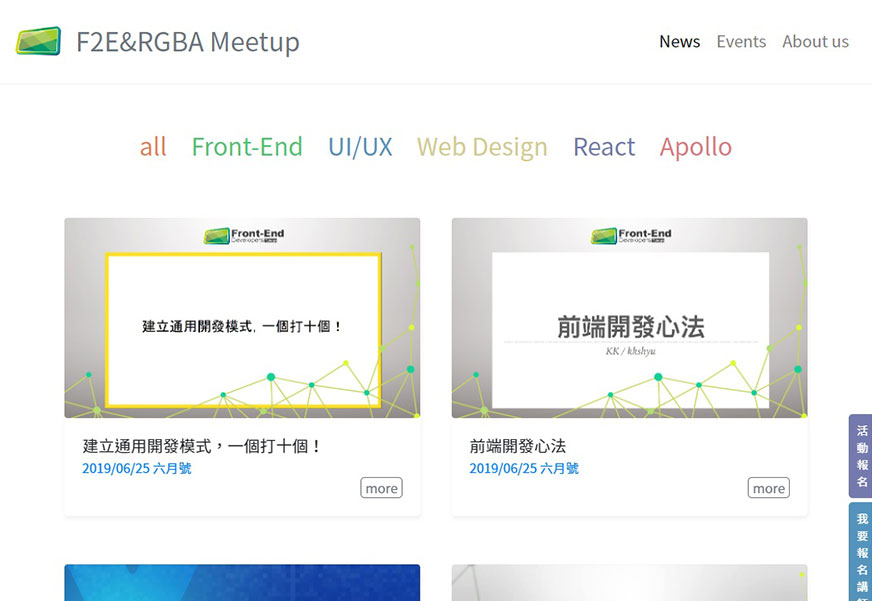 F2E&RGBA Meetup
News Events About us
all Front-End UI/UX Web Design React Apollo
Front-End
Developers
建立通用開發模式, 一個打十個！
Front-End
Developers
前端開發心法
KK / khshyu
建立通用開發模式，一個打十個！
2019/06/25 六月號
more
前端開發心法
2019/06/25 六月號
more
活動報名
我要報名講